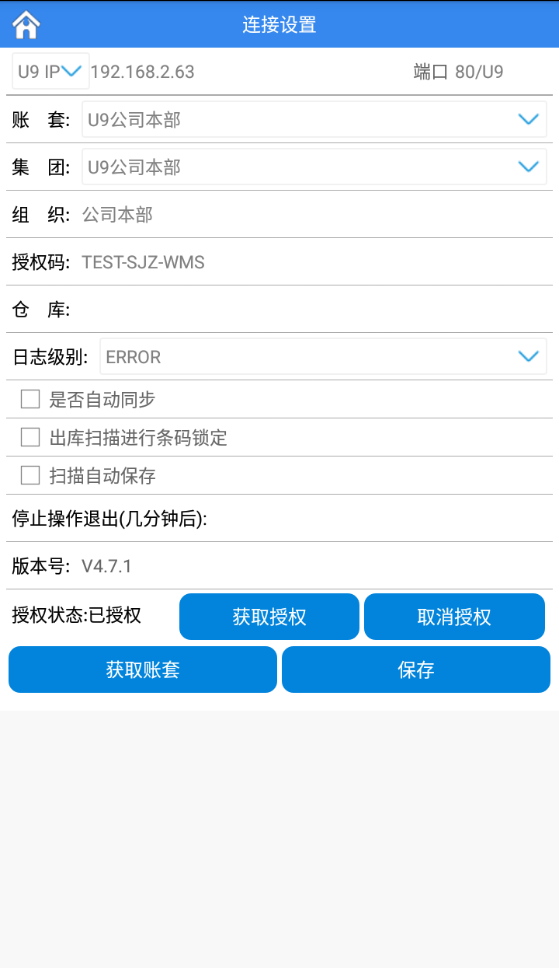 连接设置
U9 IP 192.168.2.63 端口 80/U9
账 套: U9公司本部
集 团: U9公司本部
组 织: 公司本部
授权码: TEST-SJZ-WMS
仓 库:
日志级别: ERROR
是否自动同步
出库扫描进行条码锁定
扫描自动保存
停止操作退出(几分钟后):
版本号: V4.7.1
授权状态:已授权 获取授权 取消授权
获取账套 保存